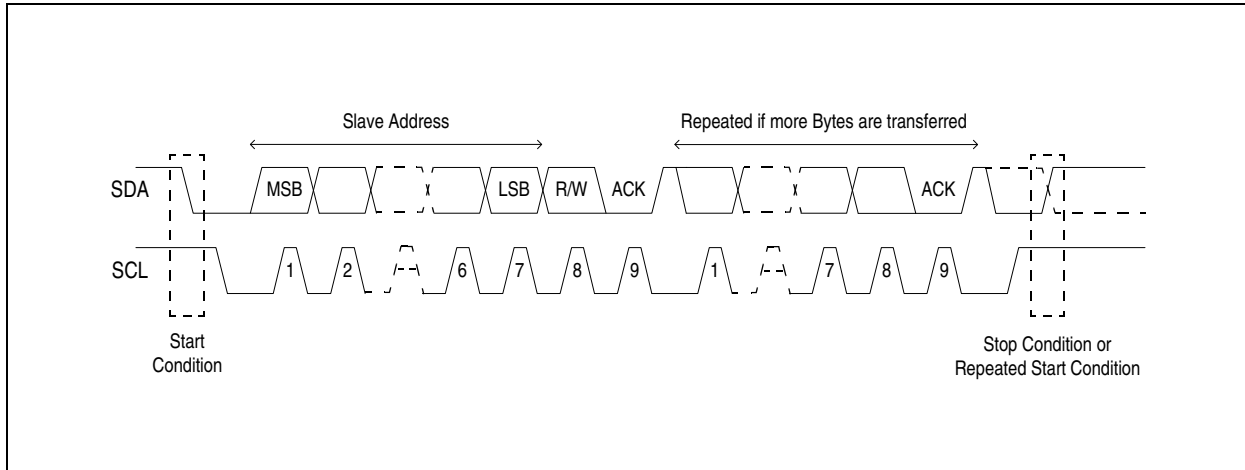 Slave Address
Repeated if more Bytes are transferred
SDA
MSB
LSB
R/W
ACK
ACK
SCL
1
2
6
7
8
9
1
7
8
9
Start
Condition
Stop Condition or
Repeated Start Condition